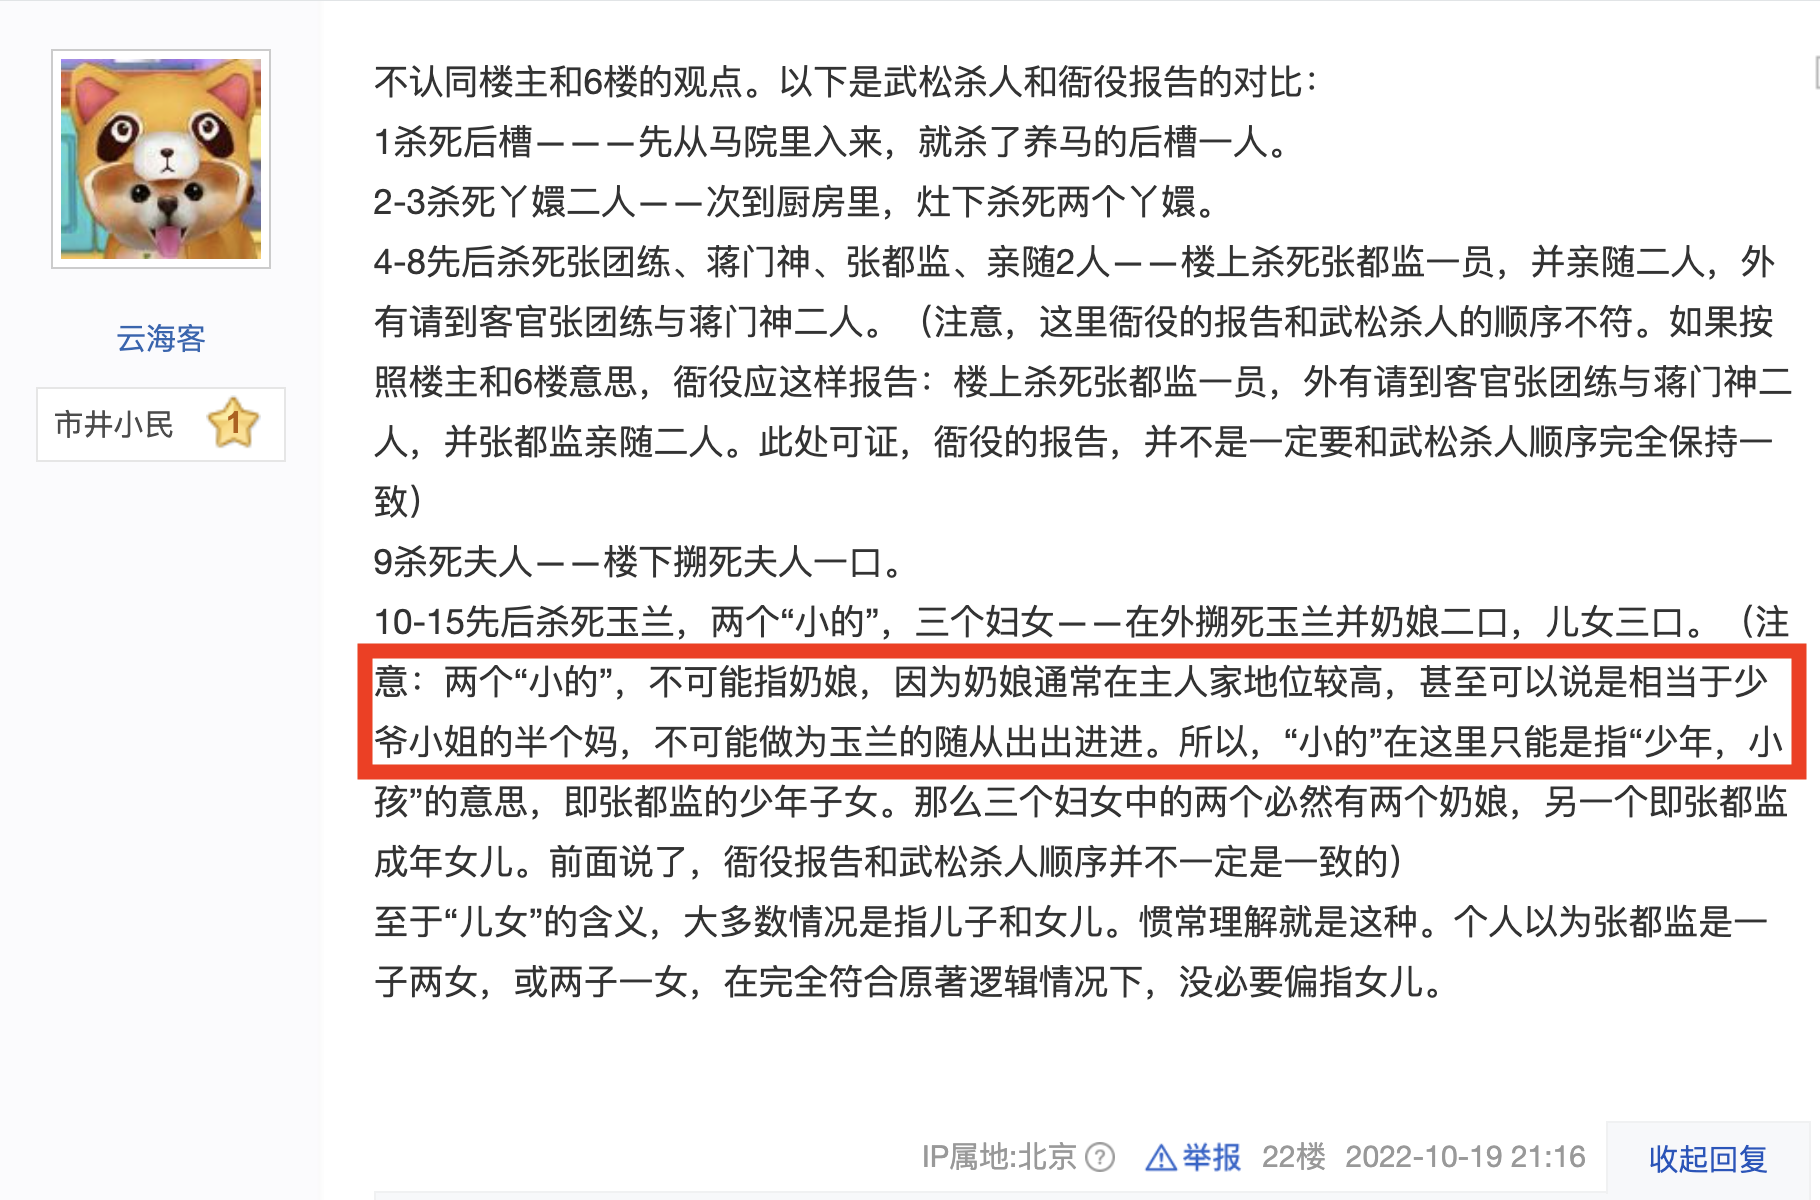 不认同楼主和6楼的观点。以下是武松杀人和衙役报告的对比：
1杀死后槽———先从马院里入来，就杀了养马的后槽一人。
2-3杀死丫嬛二人——次到厨房里，灶下杀死两个丫嬛。
4-8先后杀死张团练、蒋门神、张都监、亲随2人——楼上杀死张都监一员，并亲随二人，外
有请到客官张团练与蒋门神二人。（注意，这里衙役的报告和武松杀人的顺序不符。如果按
照楼主和6楼意思，衙役应这样报告：楼上杀死张都监一员，外有请到客官张团练与蒋门神二
人，并张都监亲随二人。此处可证，衙役的报告，并不是一定要和武松杀人顺序完全保持一
致）
9杀死夫人——楼下搠死夫人一口。
10-15先后杀死玉兰，两个“小的”，三个妇女——在外搠死玉兰并奶娘二口，儿女三口。（注
意：两个“小的”，不可能指奶娘，因为奶娘通常在主人家地位较高，甚至可以说是相当于少
爷小姐的半个妈，不可能做为玉兰的随从出出进进。所以，“小的”在这里只能是指“少年，小
孩”的意思，即张都监的少年子女。那么三个妇女中的两个必然有两个奶娘，另一个即张都监
成年女儿。前面说了，衙役报告和武松杀人顺序并不一定是一致的）
至于“儿女”的含义，大多数情况是指儿子和女儿。惯常理解就是这种。个人以为张都监是一
子两女，或两子一女，在完全符合原著逻辑情况下，没必要偏指女儿。
云海客
市井小民 1
IP属地:北京 ? 举报 22楼 2022-10-19 21:16 收起回复